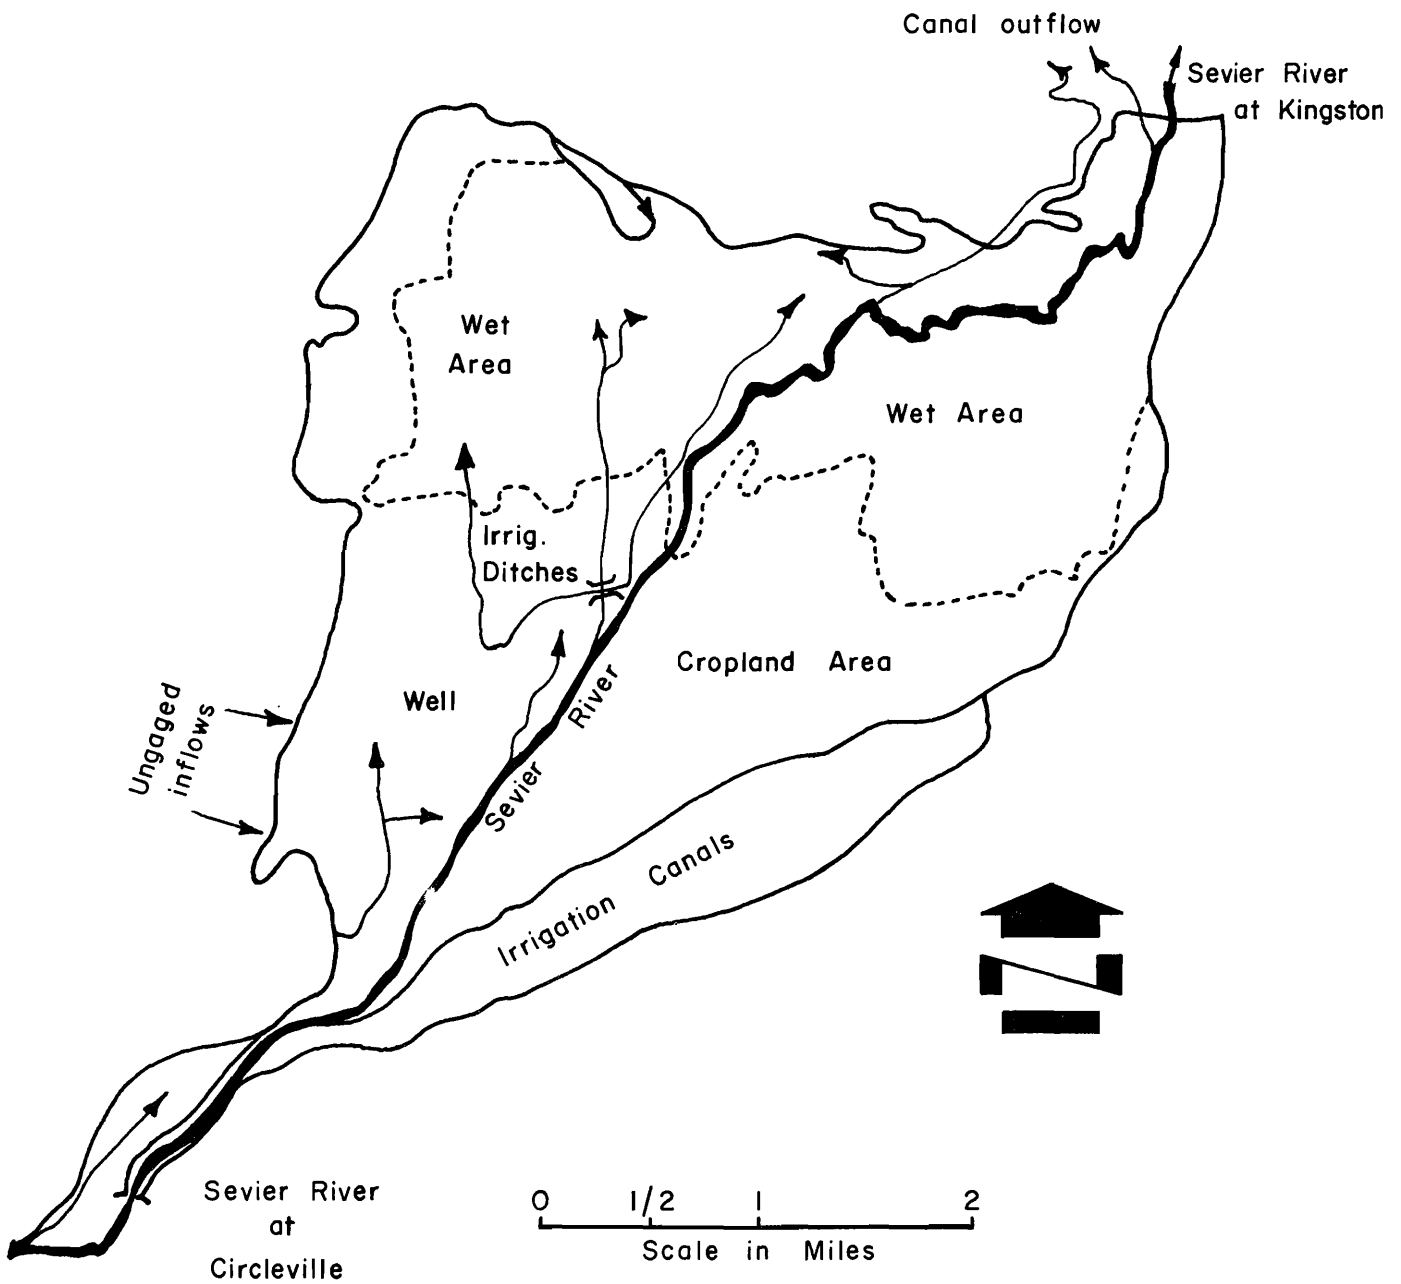 Canal outflow
Sevier River
at Kingston
Wet
Area
Wet Area
Irrig.
Ditches
Cropland Area
Well
Ungaged
inflows
Sevier River
Irrigation Canals
N
Sevier River
at
Circleville
0 1/2 1 2
Scale in Miles